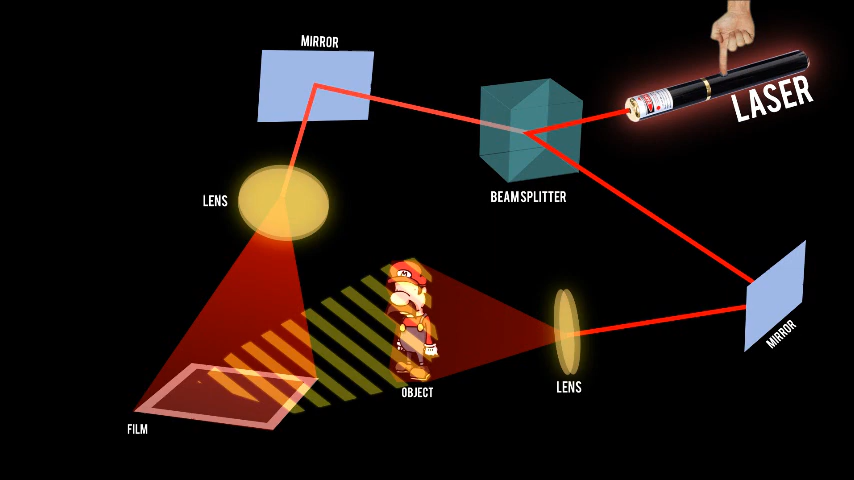 MIRROR
LASER
BEAMSPLITTER
LENS
M
MIRROR
LENS
OBJECT
FILM